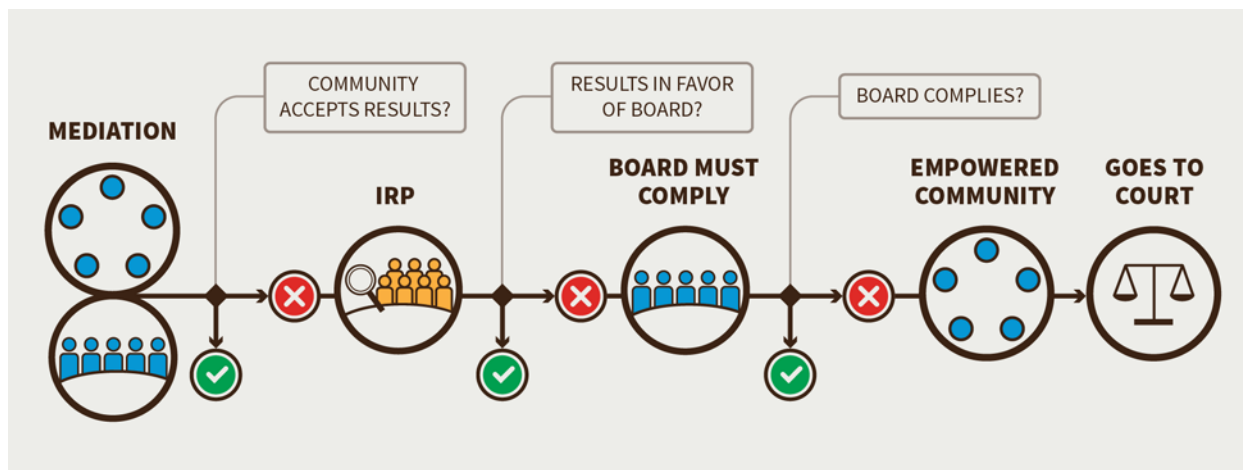 COMMUNITY
ACCEPTS RESULTS?
RESULTS IN FAVOR
OF BOARD?
BOARD COMPLIES?
MEDIATION
IRP
BOARD MUST
COMPLY
EMPOWERED
COMMUNITY
GOES TO
COURT